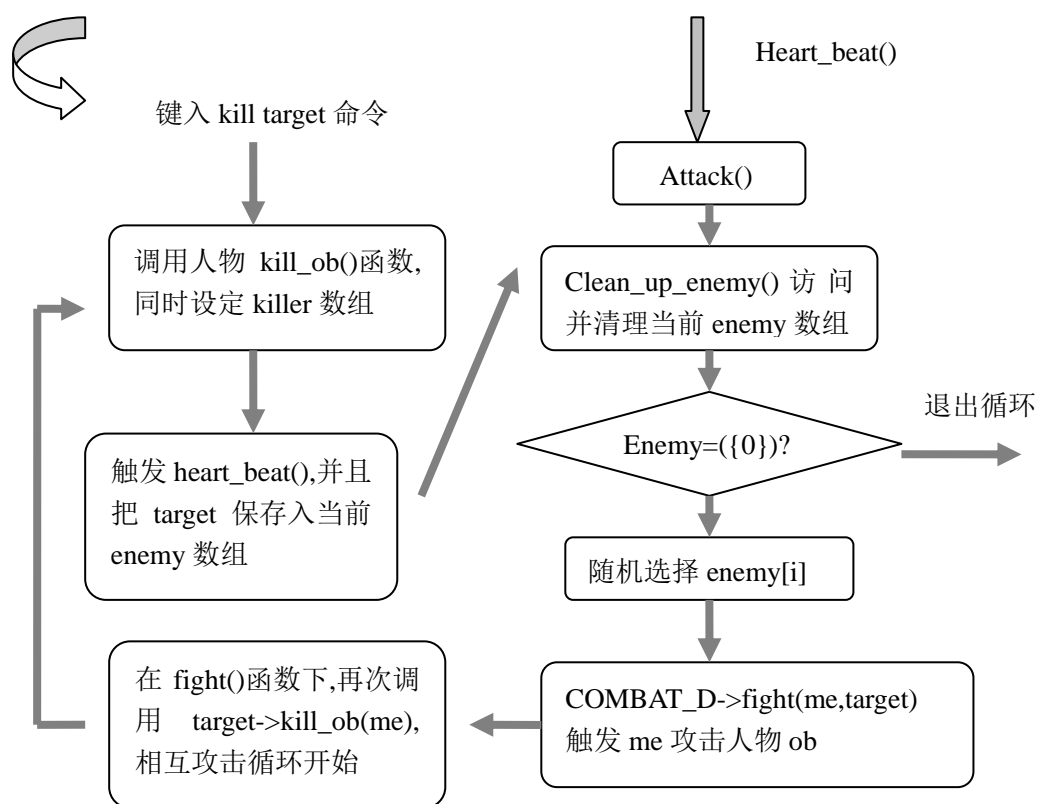 键入 kill target 命令
调用人物 kill_ob()函数,
同时设定 killer 数组
触发 heart_beat(),并且
把 target 保存入当前
enemy 数组
Heart_beat()
Attack()
Clean_up_enemy() 访 问
并清理当前 enemy 数组
Enemy=({0})?
退出循环
随机选择 enemy[i]
COMBAT_D->fight(me,target)
触发 me 攻击人物 ob
在 fight()函数下,再次调
用 target->kill_ob(me),
相互攻击循环开始